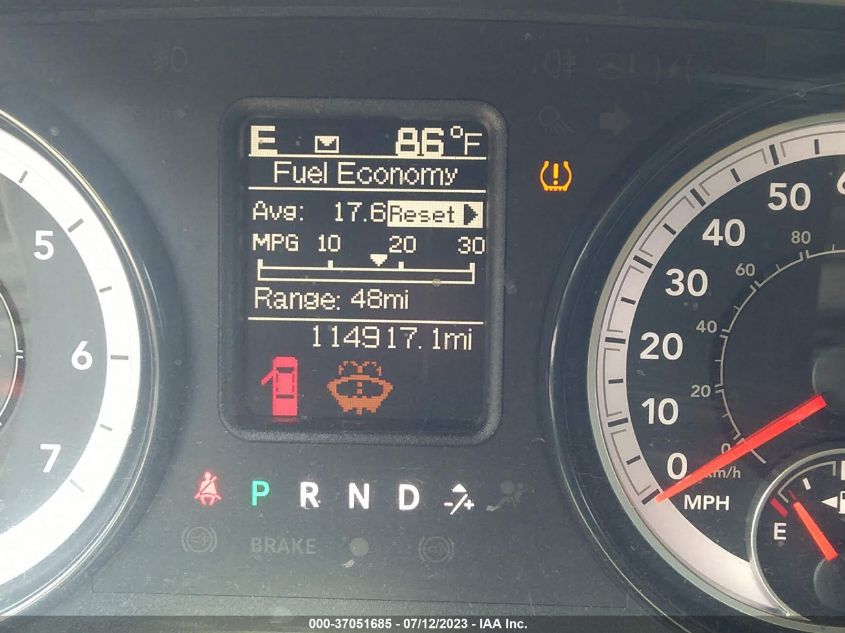 E 86°F
Fuel Economy
Avg: 17.6 Reset
MPG 10 20 30
Range: 48mi
114917.1mi
5
6
7
P R N D -/+
BRAKE
50
40
30
20
10
0
80
60
40
20
0
km/h
MPH
E
000-37051685 - 07/12/2023 - IAA Inc.